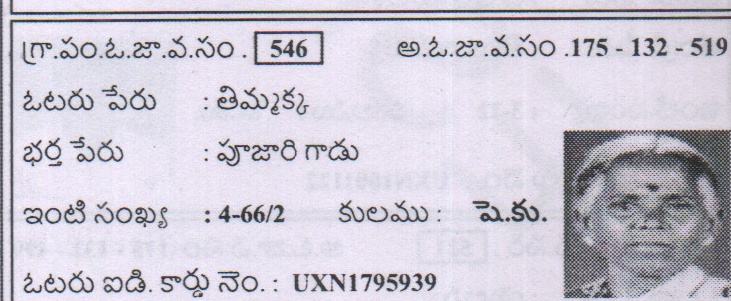 గ్రా.పం.ఓ.జా.వ.సం. 546 అ.ఓ.జా.వ.సం .175 - 132 - 519
ఓటరు పేరు : తిమ్మక్క
భర్త పేరు : పూజారి గాడు
ఇంటి సంఖ్య : 4-66/2 కులము షె.కు.
ఓటరు ఐడి. కార్డు నెం. : UXN1795939